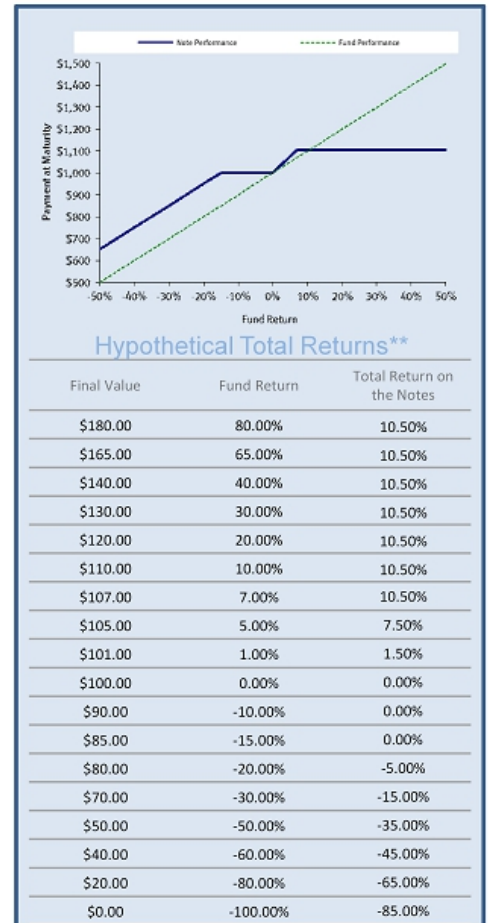 Note Performance Fund Performance
$1,500
$1,400
$1,300
$1,200
$1,100
$1,000
$900
$800
$700
$600
$500
Payment at Maturity
-50% -40% -30% -20% -10% 0% 10% 20% 30% 40% 50%
Fund Return
Hypothetical Total Returns**
Final Value Fund Return Total Return on
the Notes
$180.00 80.00% 10.50%
$165.00 65.00% 10.50%
$140.00 40.00% 10.50%
$130.00 30.00% 10.50%
$120.00 20.00% 10.50%
$110.00 10.00% 10.50%
$107.00 7.00% 10.50%
$105.00 5.00% 7.50%
$101.00 1.00% 1.50%
$100.00 0.00% 0.00%
$90.00 -10.00% 0.00%
$85.00 -15.00% 0.00%
$80.00 -20.00% -5.00%
$70.00 -30.00% -15.00%
$50.00 -50.00% -35.00%
$40.00 -60.00% -45.00%
$20.00 -80.00% -65.00%
$0.00 -100.00% -85.00%